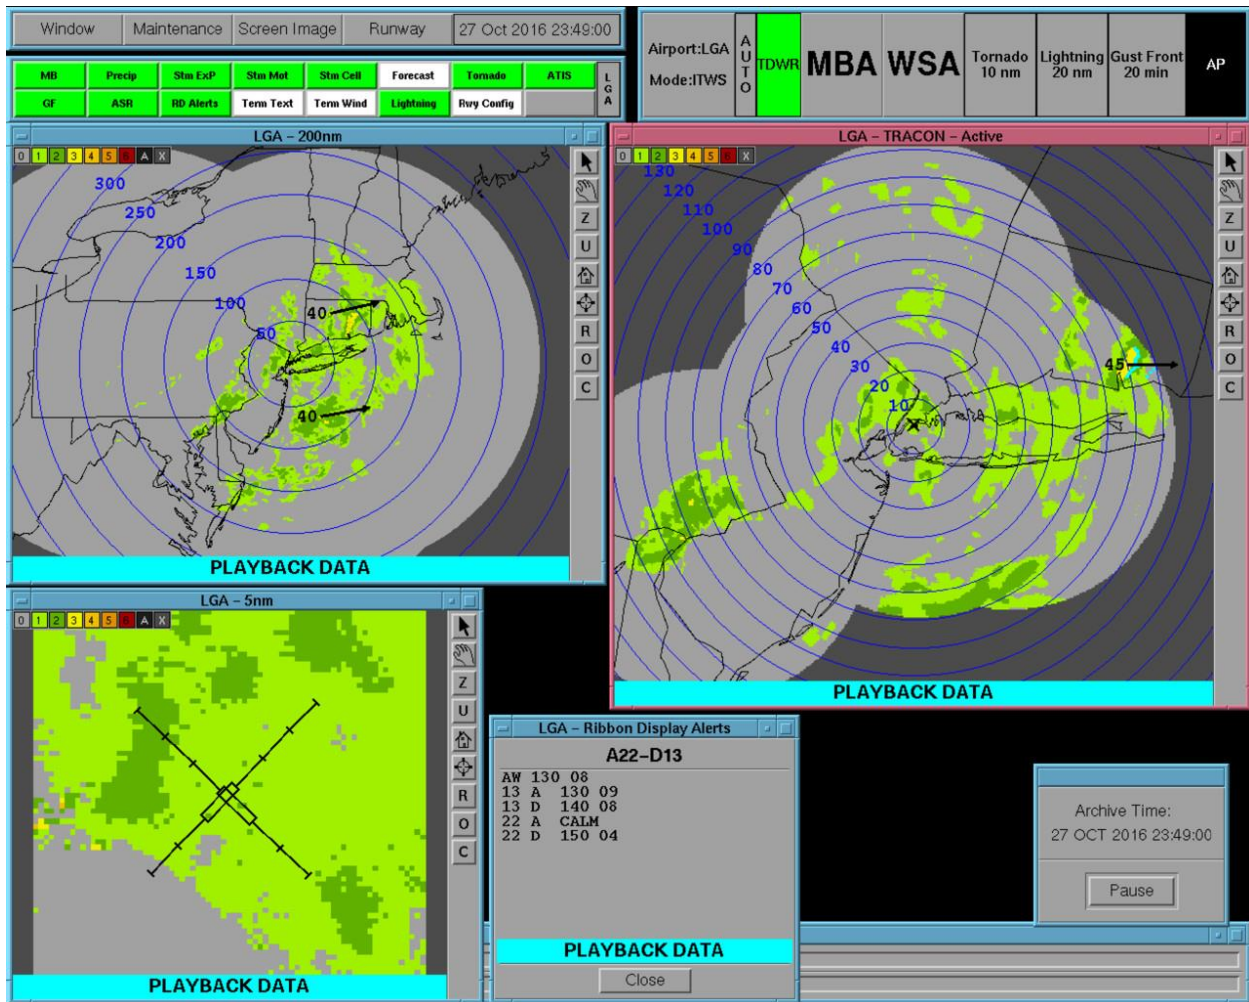 Window Maintenance Screen Image Runway 27 Oct 2016 23:49:00
MB Precip Stm ExP Stm Mot Stm Cell Forecast Tornado ATIS
GF ASR RD Alerts Term Text Term Wind Lightning Rwy Config
LGA
Airport:LGA
Mode:ITWS
AUTO
TDWR
MBA
WSA
Tornado
10 nm
Lightning
20 nm
Gust Front
20 min
AP
LGA – 200nm
0 1 2 3 4 5 6 A X
300
250
200
150
100
50
40
40
Z
U
R
O
C
PLAYBACK DATA
LGA – TRACON – Active
0 1 2 3 4 5 6 X
130
120
110
100
90
80
70
60
50
40
30
20
10
45
Z
U
R
O
C
PLAYBACK DATA
LGA – 5nm
0 1 2 3 4 5 6 A X
Z
U
R
O
C
PLAYBACK DATA
LGA – Ribbon Display Alerts
A22–D13
AW 130 08
13 A 130 09
13 D 140 08
22 A CALM
22 D 150 04
PLAYBACK DATA
Close
Archive Time:
27 OCT 2016 23:49:00
Pause